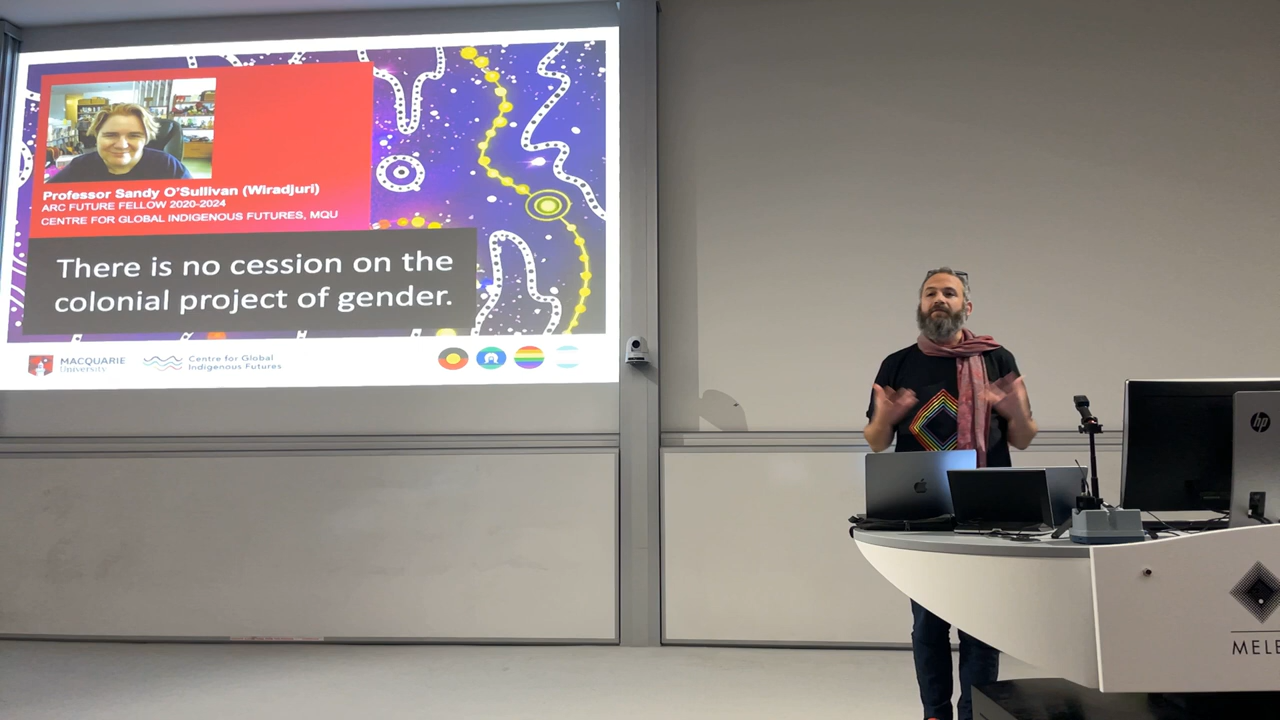 Professor Sandy O'Sullivan (Wiradjuri)
ARC FUTURE FELLOW 2020-2024
CENTRE FOR GLOBAL INDIGENOUS FUTURES, MQU
There is no cession on the
colonial project of gender.
MACQUARIE
University
Centre for Global
Indigenous Futures
hp
MELB